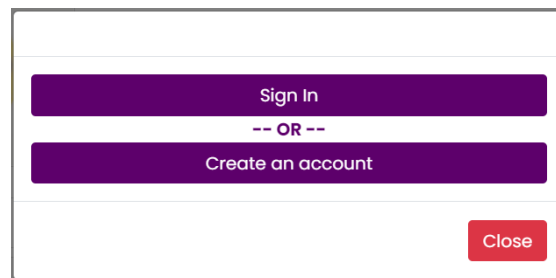 Sign In
-- OR --
Create an account
Close